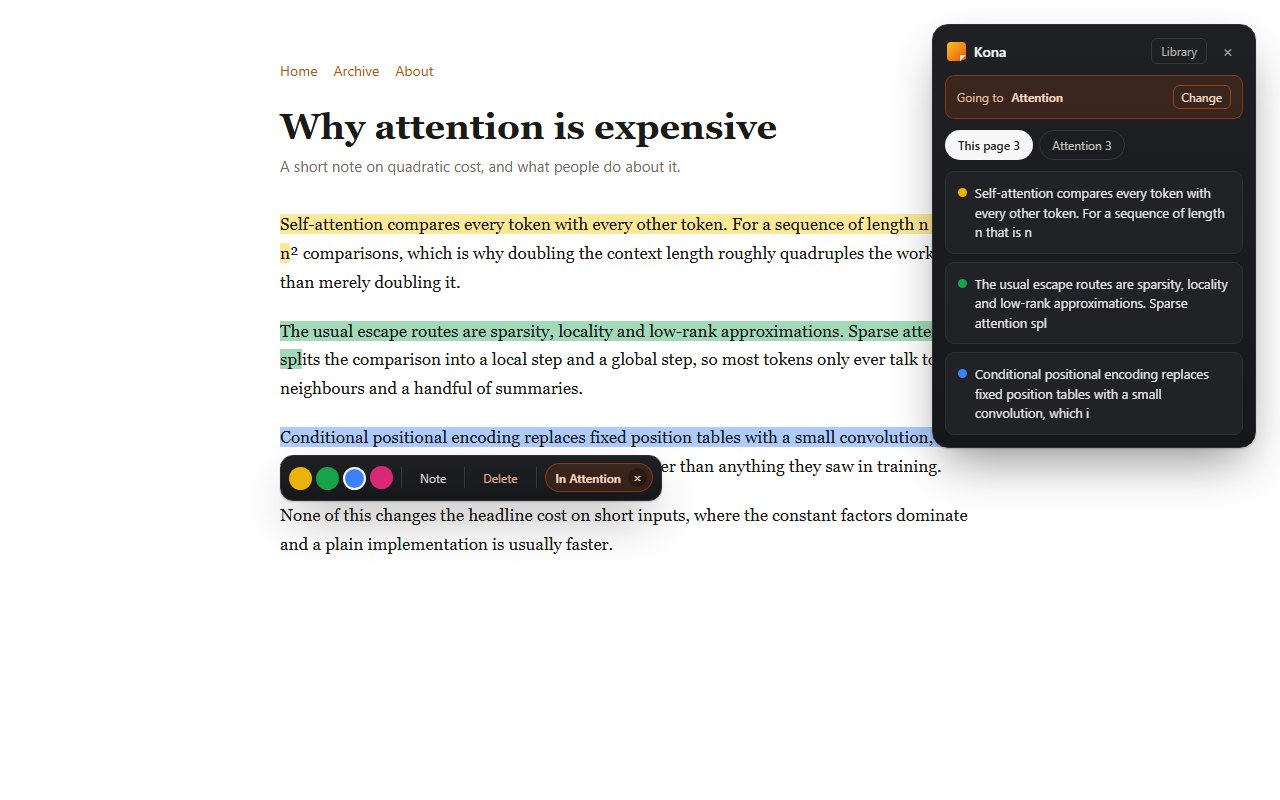 Home Archive About
Why attention is expensive
A short note on quadratic cost, and what people do about it.
Self-attention compares every token with every other token. For a sequence of length n
n² comparisons, which is why doubling the context length roughly quadruples the work
than merely doubling it.
The usual escape routes are sparsity, locality and low-rank approximations. Sparse atte
splits the comparison into a local step and a global step, so most tokens only ever talk to
neighbours and a handful of summaries.
Conditional positional encoding replaces fixed position tables with a small convolution,
er than anything they saw in training.
Note Delete In Attention ×
None of this changes the headline cost on short inputs, where the constant factors dominate
and a plain implementation is usually faster.
Kona Library ×
Going to Attention Change
This page 3 Attention 3
Self-attention compares every token with
every other token. For a sequence of length
n that is n
The usual escape routes are sparsity, locality
and low-rank approximations. Sparse
attention spl
Conditional positional encoding replaces
fixed position tables with a small
convolution, which i